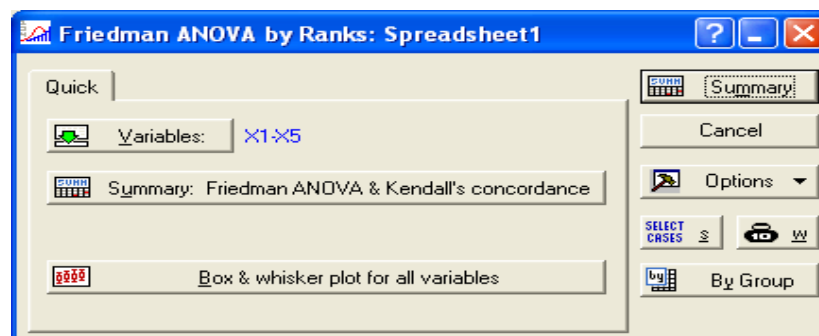 Friedman ANOVA by Ranks: Spreadsheet1
Quick
Variables: X1-X5
Summary: Friedman ANOVA & Kendall's concordance
Box & whisker plot for all variables
Summary
Cancel
Options
SELECT CASES S W
By Group